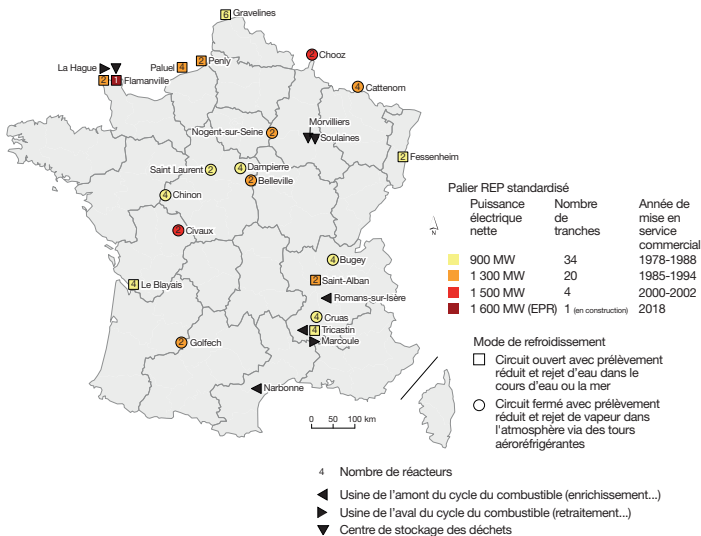 6 Gravelines
La Hague
Paluel 4
2 Penly
2 Chooz
2 1 Flamanville
4 Cattenom
Morvilliers
Nogent-sur-Seine 2
Soulaines
2 Fessenheim
Saint Laurent 2
4 Dampierre
2 Belleville
4 Chinon
2 Civaux
4 Bugey
4 Le Blayais
2 Saint-Alban
Romans-sur-Isère
4 Cruas
4 Tricastin
2 Golfech
Marcoule
Narbonne
0 50 100 km
N
Palier REP standardisé
Puissance électrique nette
Nombre de tranches
Année de mise en service commercial
900 MW 34 1978-1988
1 300 MW 20 1985-1994
1 500 MW 4 2000-2002
1 600 MW (EPR) 1 (en construction) 2018
Mode de refroidissement
Circuit ouvert avec prélèvement
réduit et rejet d'eau dans le
cours d'eau ou la mer
Circuit fermé avec prélèvement
réduit et rejet de vapeur dans
l'atmosphère via des tours
aéroréfrigérantes
4 Nombre de réacteurs
Usine de l'amont du cycle du combustible (enrichissement...)
Usine de l'aval du cycle du combustible (retraitement...)
Centre de stockage des déchets